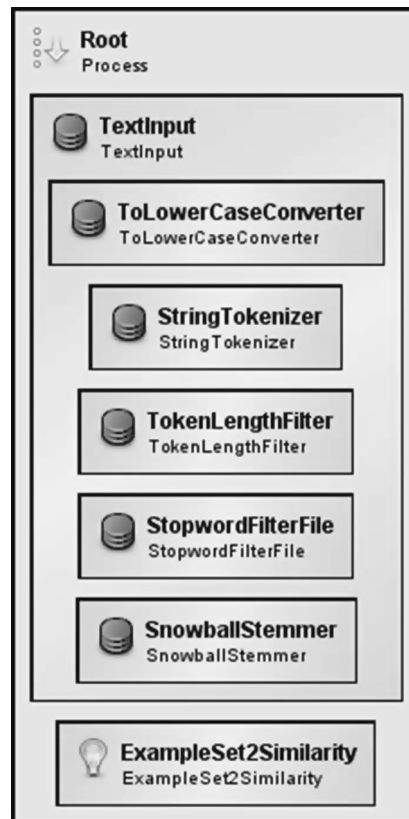 Root
Process
TextInput
TextInput
ToLowerCaseConverter
ToLowerCaseConverter
StringTokenizer
StringTokenizer
TokenLengthFilter
TokenLengthFilter
StopwordFilterFile
StopwordFilterFile
SnowballStemmer
SnowballStemmer
ExampleSet2Similarity
ExampleSet2Similarity